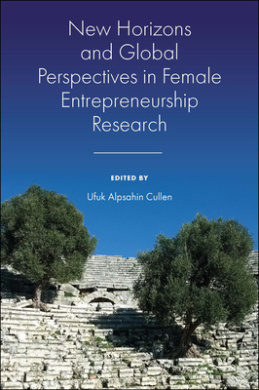 New Horizons
and Global
Perspectives in Female
Entrepreneurship
Research
EDITED BY
Ufuk Alpsahin Cullen